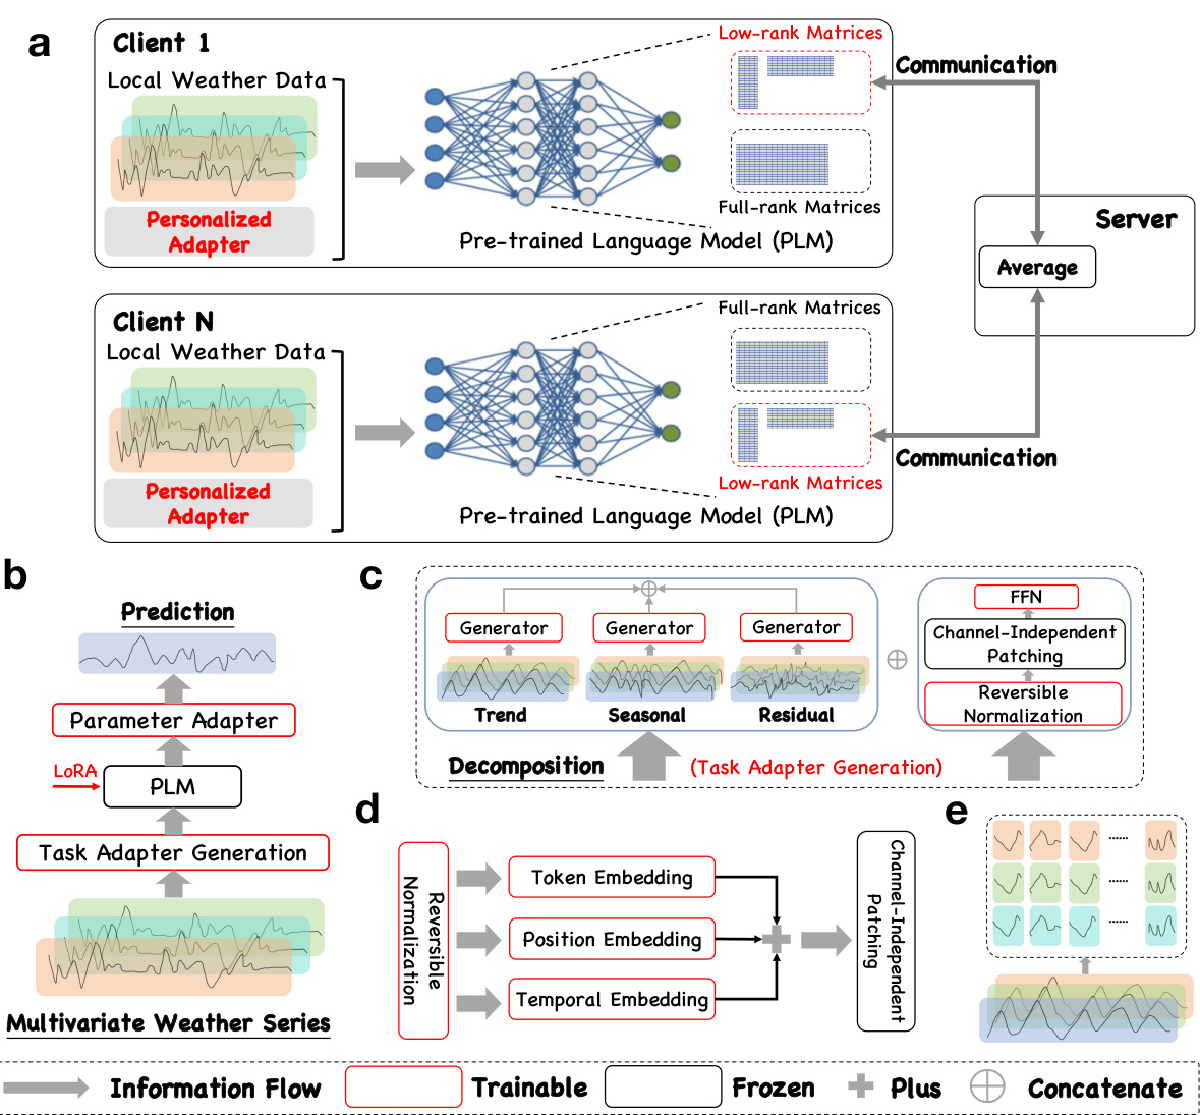 a
Client 1
Local Weather Data
Personalized
Adapter
Pre-trained Language Model (PLM)
Low-rank Matrices
Full-rank Matrices
Communication
Server
Average
Client N
Local Weather Data
Personalized
Adapter
Pre-trained Language Model (PLM)
Full-rank Matrices
Low-rank Matrices
Communication
b
Prediction
Parameter Adapter
LoRA
PLM
Task Adapter Generation
Multivariate Weather Series
c
Generator
Generator
Generator
Trend
Seasonal
Residual
FFN
Channel-Independent
Patching
Reversible
Normalization
Decomposition
(Task Adapter Generation)
d
Reversible
Normalization
Token Embedding
Position Embedding
Temporal Embedding
Channel-Independent
Patching
e
Information Flow
Trainable
Frozen
Plus
Concatenate